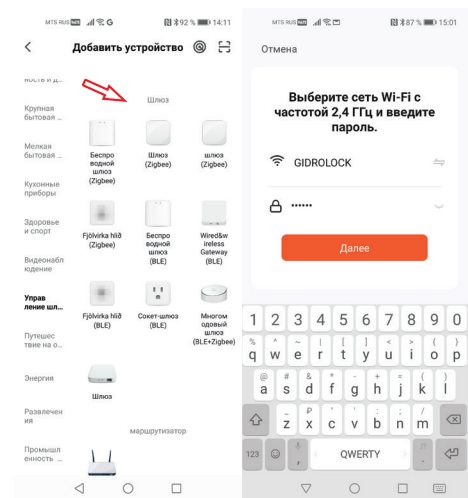 MTS RUS G 92 % 14:11
Добавить устройство
ность и д...
Шлюз
Крупная
бытовая ...
Мелкая
бытовая ...
Беспро
водной
шлюз
(Zigbee)
Шлюз
(Zigbee)
шлюз
(Zigbee)
Кухонные
приборы
Здоровье
и спорт
Fjölvirka hlið
(Zigbee)
Беспро
водной
шлюз
(BLE)
Wired&w
ireless
Gateway
(BLE)
Видеонабл
юдение
Управ
ление шл...
Fjölvirka hlið
(BLE)
Сокет-шлюз
(BLE)
Многом
одовый
шлюз
(BLE+Zigbee)
Путешес
твие на о...
Энергия
Шлюз
Развлечен
ия
маршрутизатор
Промышл
енность ...
MTS RUS 87 % 15:01
Отмена
Выберите сеть Wi-Fi с
частотой 2,4 ГГц и введите
пароль.
GIDROLOCK
••••••
Далее
1 2 3 4 5 6 7 8 9 0
% ^ ~ | [ ] < > { }
q w e r t y u i o p
@ # & * - + = ( )
a s d f g h j k l
_ ₽ " ' : ; /
z x c v b n m
123 , QWERTY .